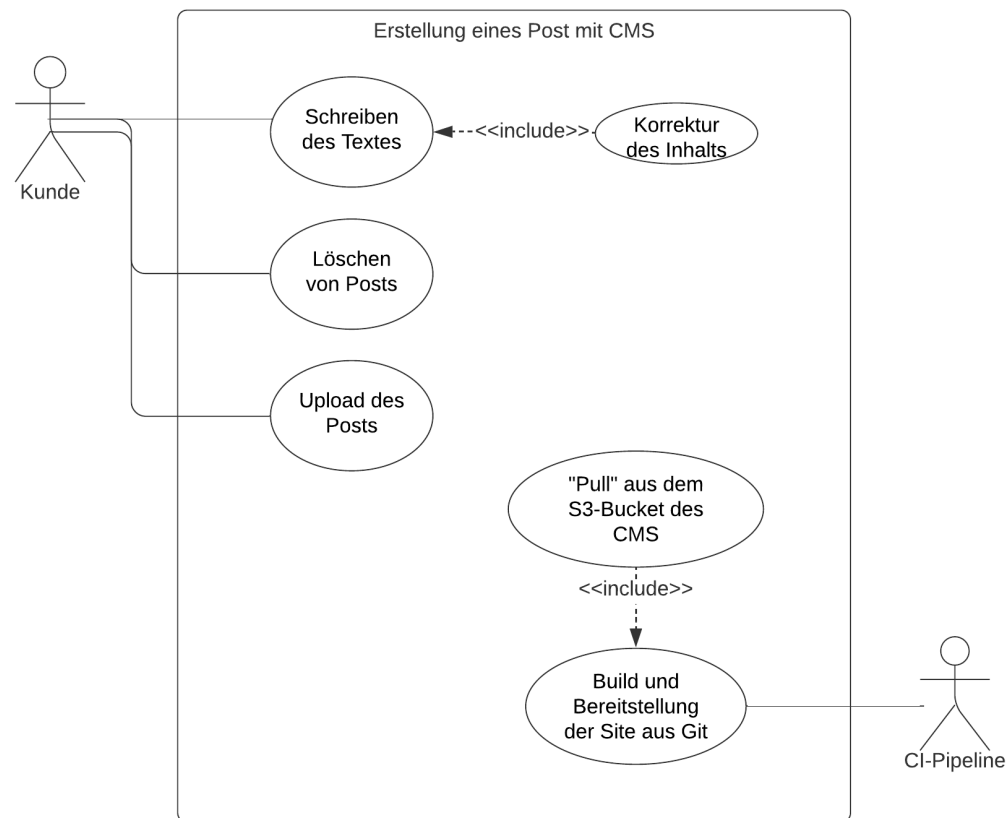 Erstellung eines Post mit CMS
Schreiben
des Textes
<<include>>
Korrektur
des Inhalts
Kunde
Löschen
von Posts
Upload des
Posts
"Pull" aus dem
S3-Bucket des
CMS
<<include>>
Build und
Bereitstellung
der Site aus Git
CI-Pipeline